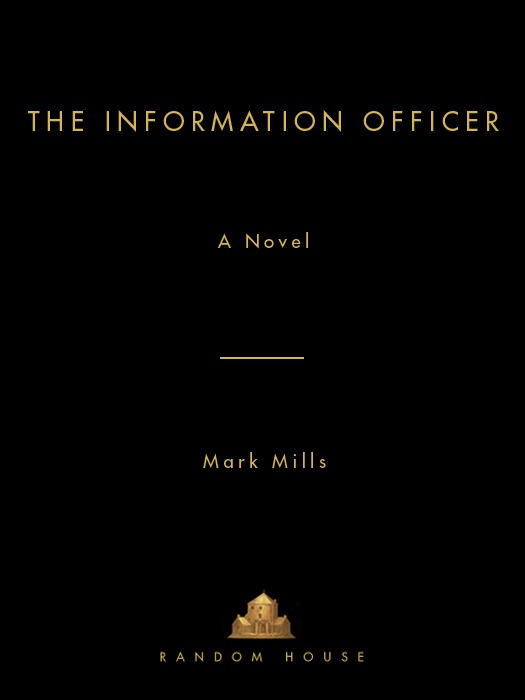 THE INFORMATION OFFICER
A Novel
Mark Mills
RANDOM HOUSE